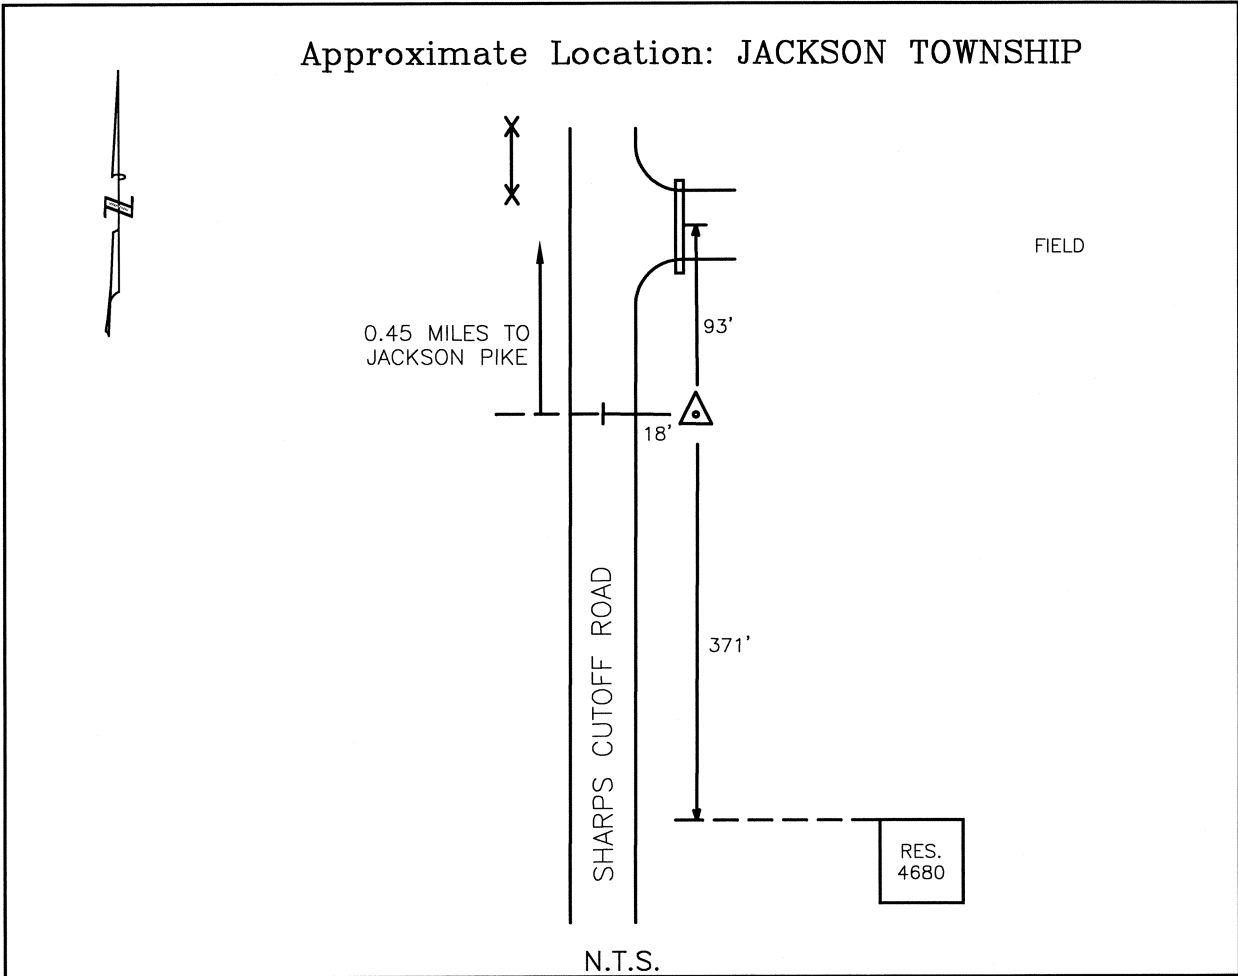 Approximate Location: JACKSON TOWNSHIP
N
FIELD
0.45 MILES TO
JACKSON PIKE
93'
18'
371'
SHARPS CUTOFF ROAD
RES.
4680
N.T.S.